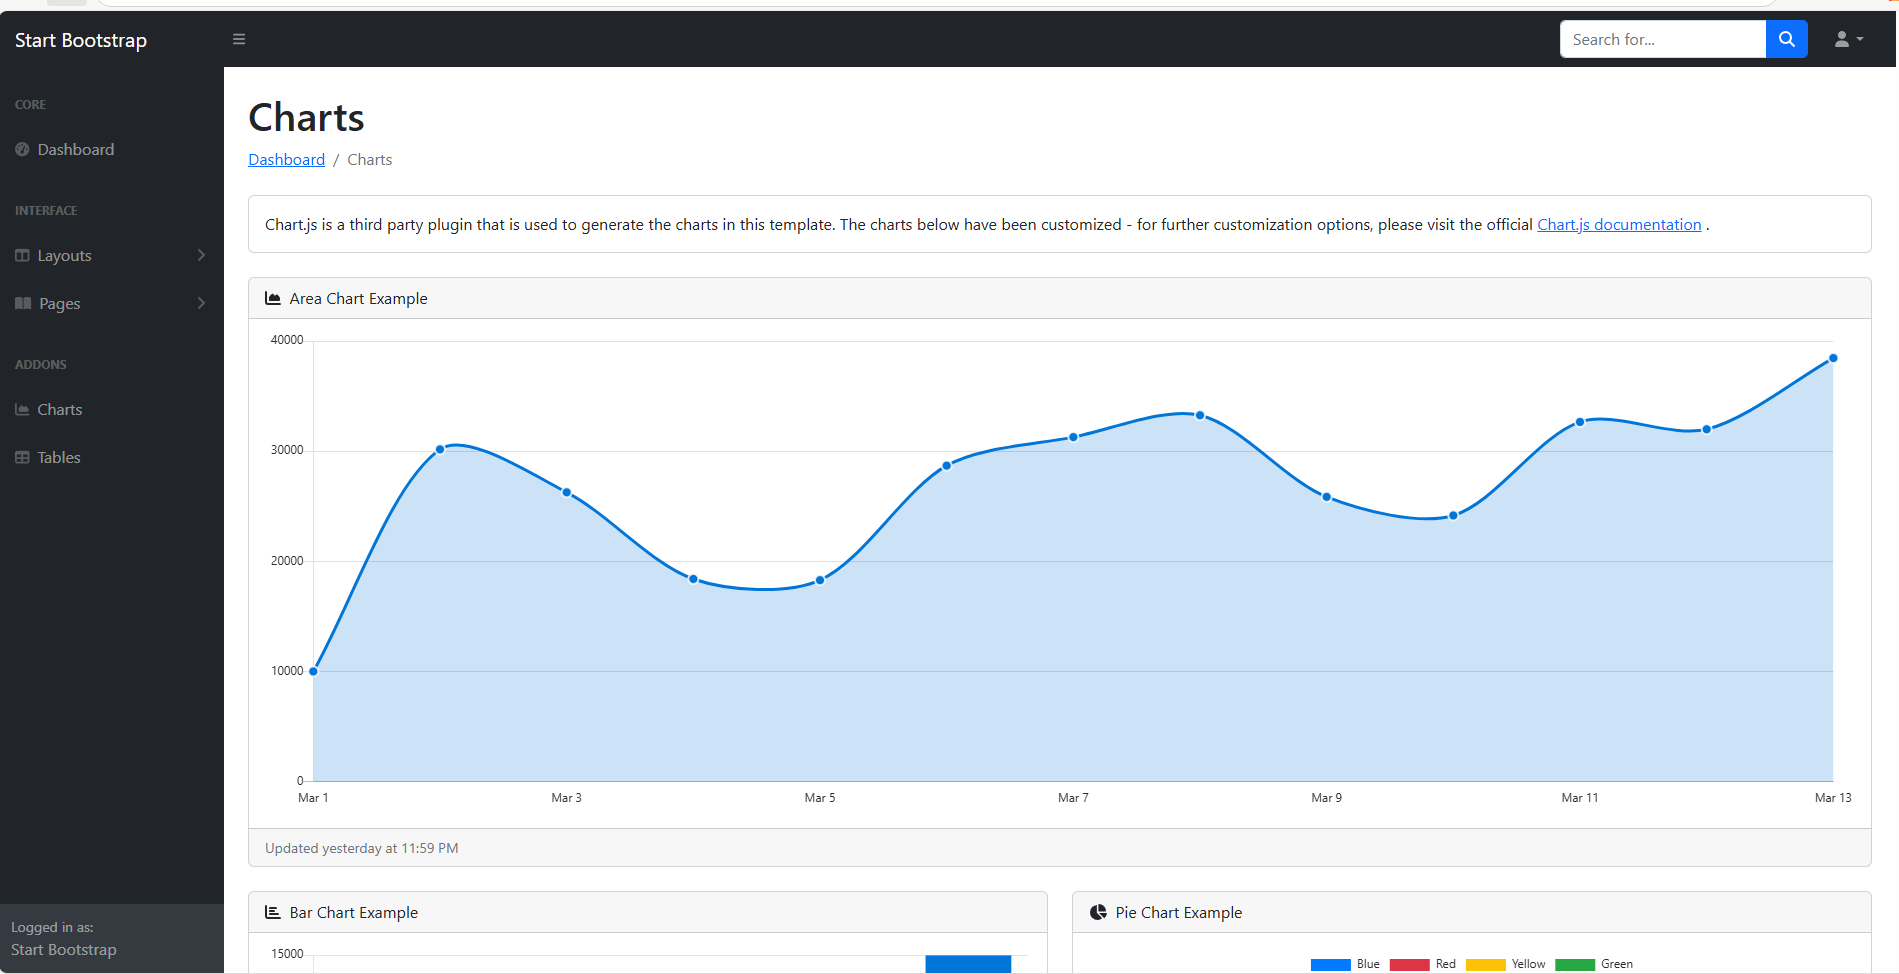 Start Bootstrap
Search for...
CORE
Dashboard
INTERFACE
Layouts
Pages
ADDONS
Charts
Tables
Logged in as:
Start Bootstrap
Charts
Dashboard / Charts
Chart.js is a third party plugin that is used to generate the charts in this template. The charts below have been customized - for further customization options, please visit the official Chart.js documentation .
Area Chart Example
40000
30000
20000
10000
0
Mar 1 Mar 3 Mar 5 Mar 7 Mar 9 Mar 11 Mar 13
Updated yesterday at 11:59 PM
Bar Chart Example
15000
Pie Chart Example
Blue Red Yellow Green